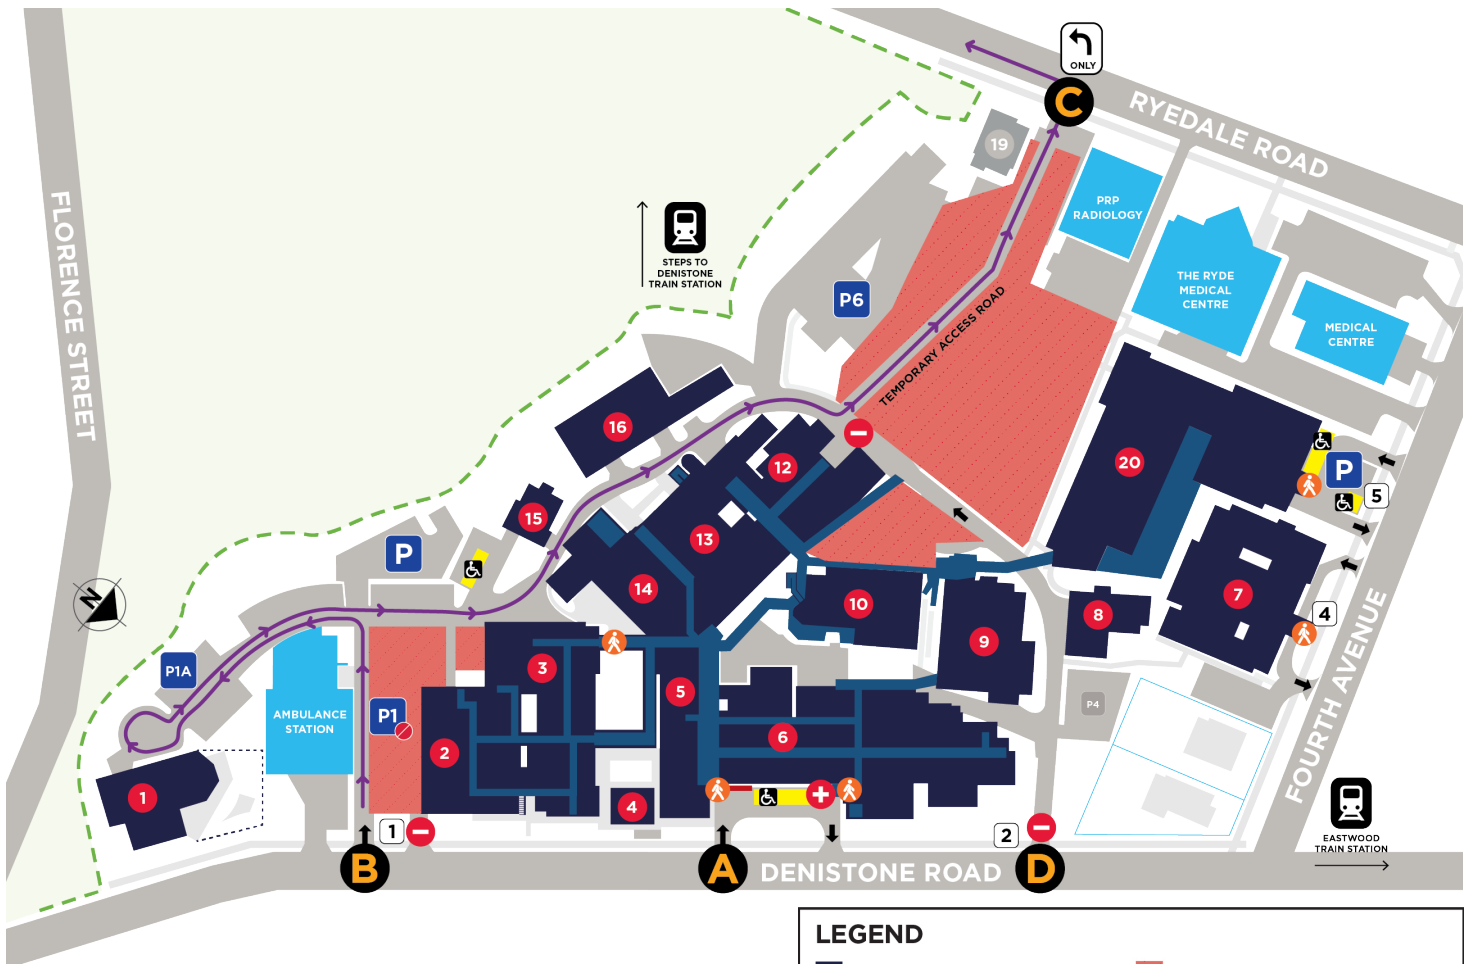 ONLY
C
RYEDALE ROAD
19
PRP
RADIOLOGY
FLORENCE STREET
STEPS TO
DENISTONE
TRAIN STATION
THE RYDE
MEDICAL
CENTRE
P6
MEDICAL
CENTRE
TEMPORARY ACCESS ROAD
16
12
20
P
5
15
13
P
14
10
7
8
4
N
9
3
P1A
5
P4
P1
AMBULANCE
STATION
6
2
FOURTH AVENUE
1
4
1
2
EASTWOOD
TRAIN STATION
B
A
DENISTONE ROAD
D
LEGEND